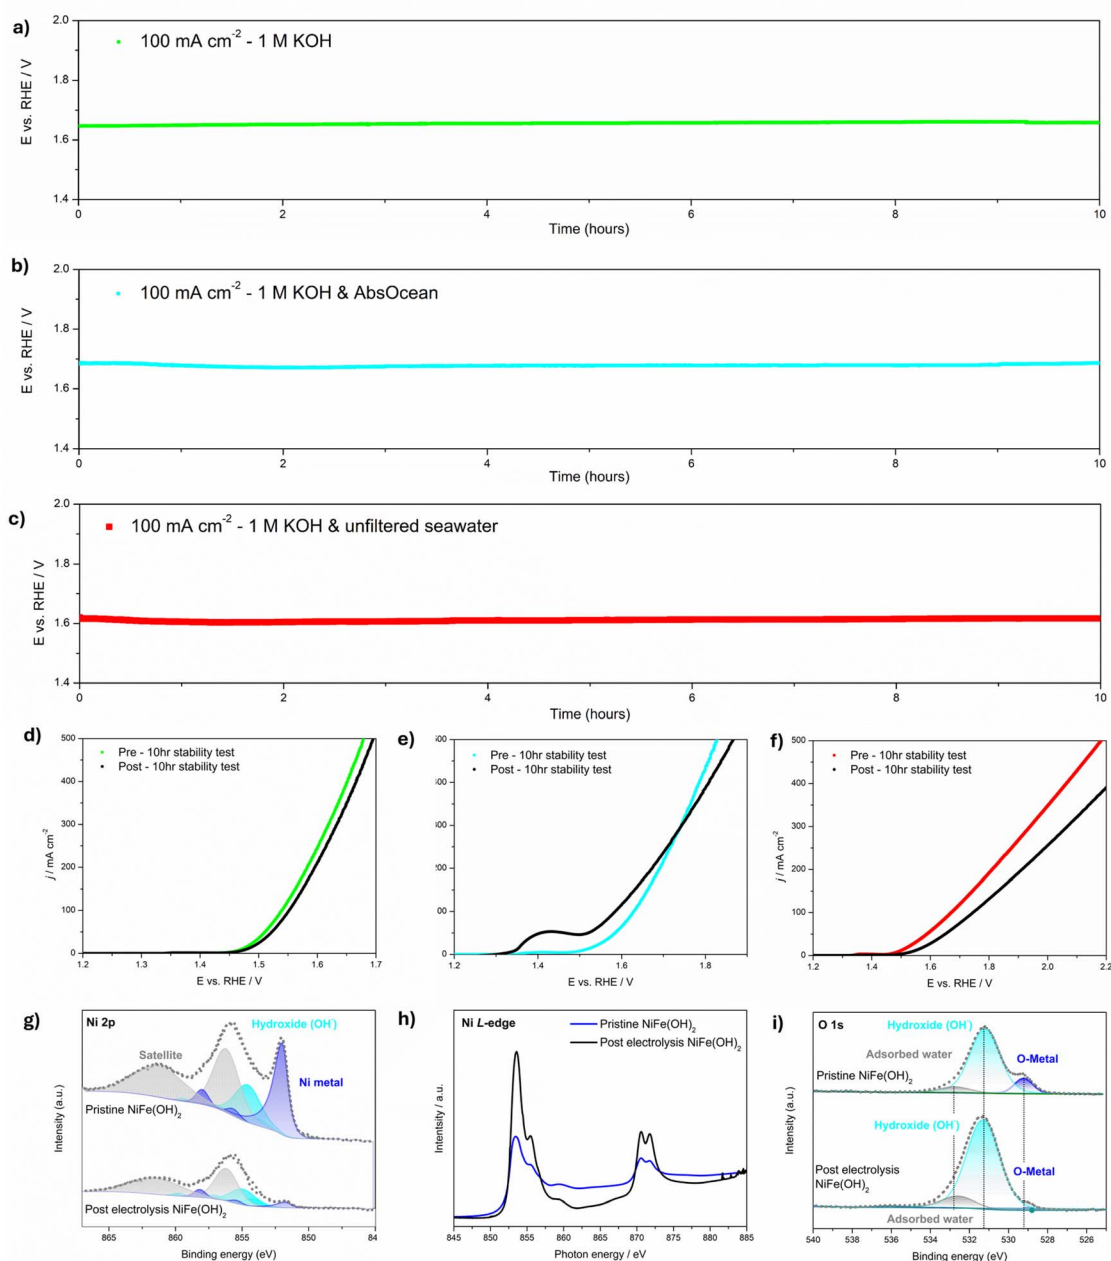 a)
2.0
1.8
1.6
1.4
E vs. RHE / V
100 mA cm⁻² - 1 M KOH
0 2 4 6 8 10
Time (hours)
b)
2.0
1.8
1.6
1.4
E vs. RHE / V
100 mA cm⁻² - 1 M KOH & AbsOcean
0 2 4 6 8 10
Time (hours)
c)
2.0
1.8
1.6
1.4
E vs. RHE / V
100 mA cm⁻² - 1 M KOH & unfiltered seawater
0 2 4 6 8 10
Time (hours)
d)
500
400
300
200
100
0
j / mA cm⁻²
Pre - 10hr stability test
Post - 10hr stability test
1.2 1.3 1.4 1.5 1.6 1.7
E vs. RHE / V
e)
Pre - 10hr stability test
Post - 10hr stability test
1.2 1.4 1.6 1.8
E vs. RHE / V
f)
500
400
300
200
100
0
j / mA cm⁻²
Pre - 10hr stability test
Post - 10hr stability test
1.2 1.4 1.6 1.8 2.0 2.2
E vs. RHE / V
g)
Ni 2p
Hydroxide (OH⁻)
Satellite
Ni metal
Pristine NiFe(OH)₂
Post electrolysis NiFe(OH)₂
Intensity (a.u.)
865 860 855 850 84
Binding energy (eV)
h)
Ni L-edge
Pristine NiFe(OH)₂
Post electrolysis NiFe(OH)₂
Intentsity / a.u.
845 850 855 860 865 870 875 880 885
Photon energy / eV
i)
O 1s
Hydroxide (OH⁻)
Adsorbed water
O-Metal
Pristine NiFe(OH)₂
Hydroxide (OH⁻)
Post electrolysis
NiFe(OH)₂
O-Metal
Adsorbed water
Intensity (a.u.)
540 538 536 534 532 530 528 526
Binding energy (eV)